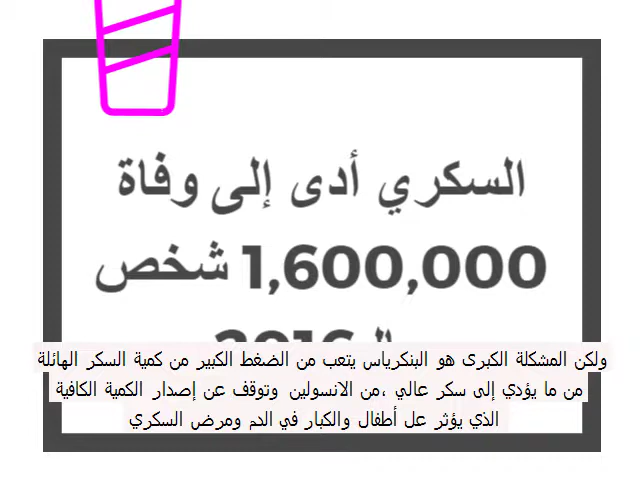 السكري أدى إلى وفاة
1,600,000 شخص
ولكن المشكلة الكبرى هو البنكرياس يتعب من الضغط الكبير من كمية السكر الهائلة
من ما يؤدي إلى سكر عالي ،من الانسولين وتوقف عن إصدار الكمية الكافية
الذي يؤثر عل أطفال والكبار في الدم ومرض السكري